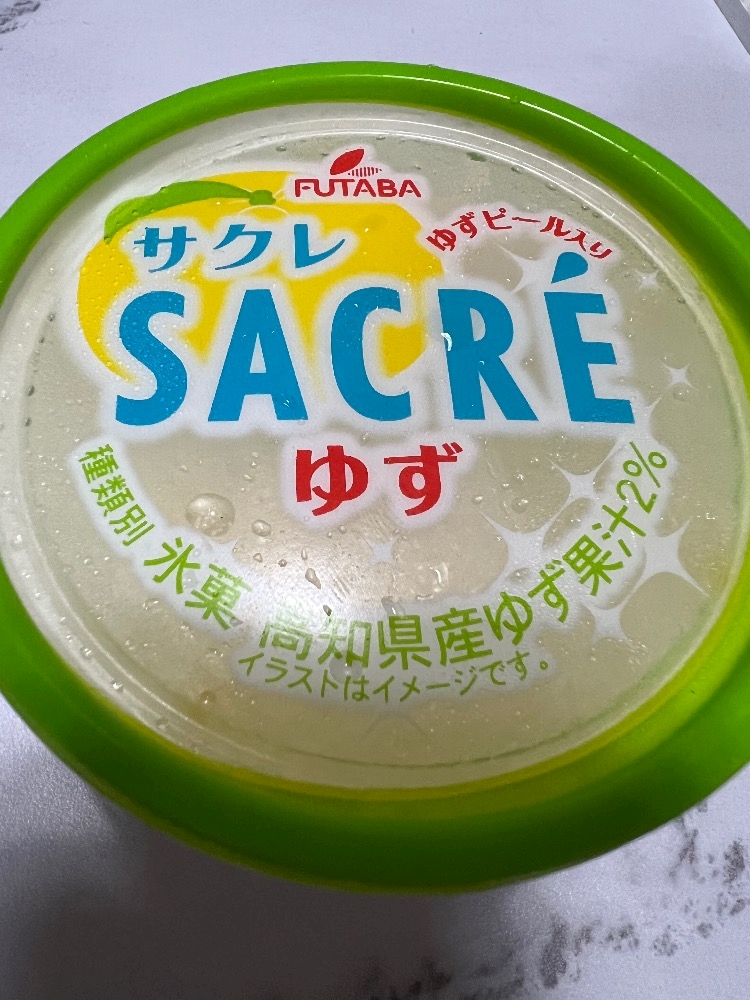 FUTABA
サクレ
ゆずピール入り
SACRÉ
ゆず
種類別 氷菓 高知県産ゆず果汁2%
イラストはイメージです。